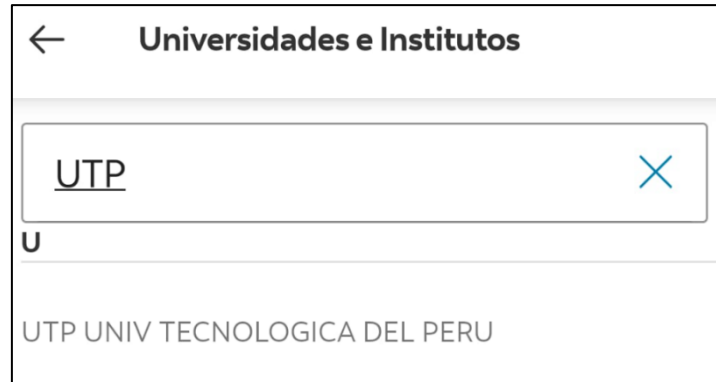 Universidades e Institutos
UTP
U
UTP UNIV TECNOLOGICA DEL PERU